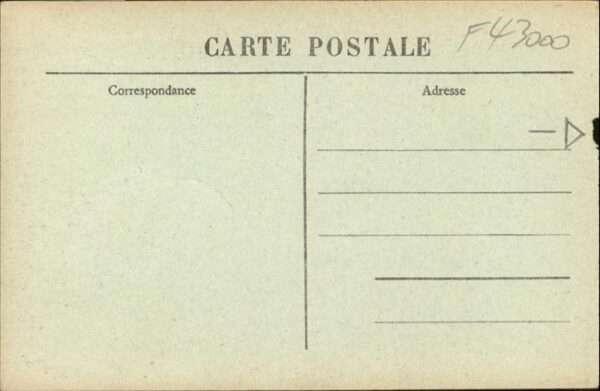 CARTE POSTALE F43000
Correspondance Adresse